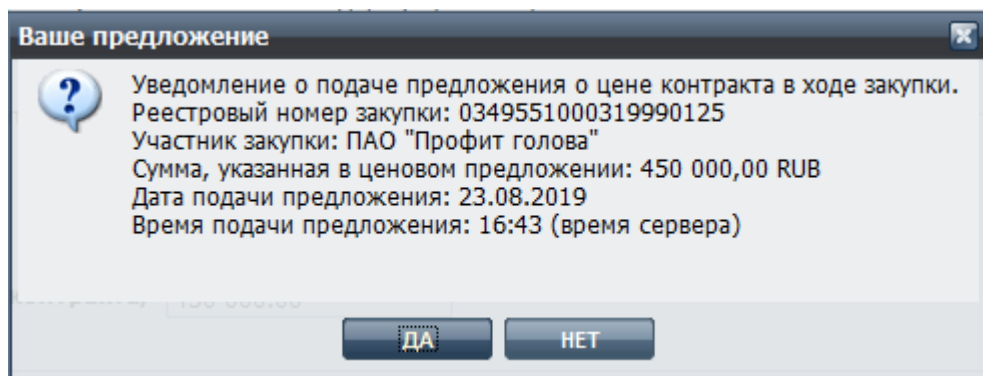 Ваше предложение
Уведомление о подаче предложения о цене контракта в ходе закупки.
Реестровый номер закупки: 0349551000319990125
Участник закупки: ПАО "Профит голова"
Сумма, указанная в ценовом предложении: 450 000,00 RUB
Дата подачи предложения: 23.08.2019
Время подачи предложения: 16:43 (время сервера)
ДА НЕТ